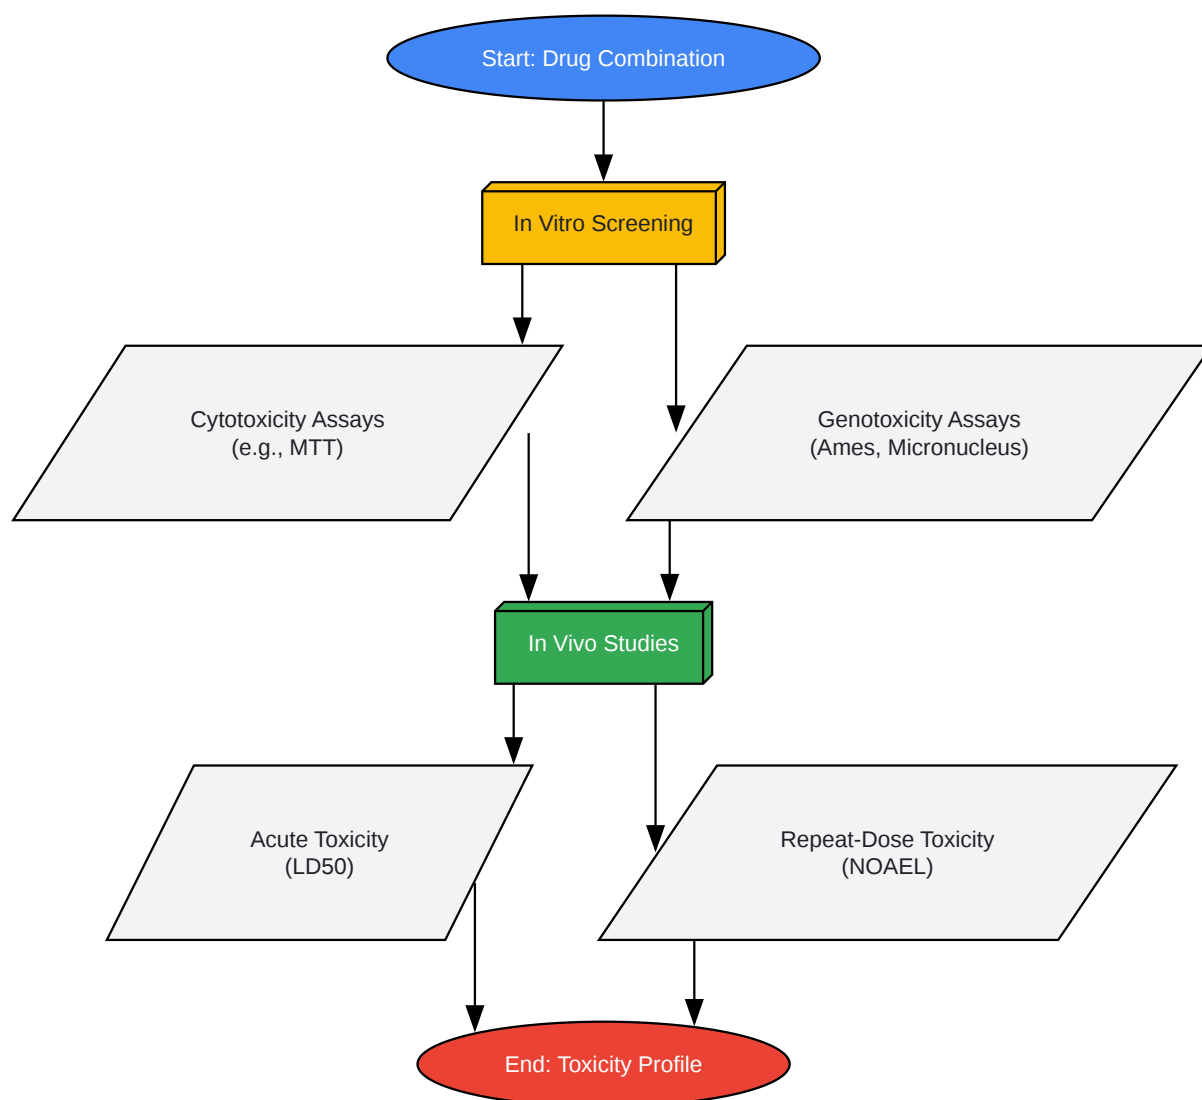 Start: Drug Combination
In Vitro Screening
Cytotoxicity Assays
(e.g., MTT)
Genotoxicity Assays
(Ames, Micronucleus)
In Vivo Studies
Acute Toxicity
(LD50)
Repeat-Dose Toxicity
(NOAEL)
End: Toxicity Profile